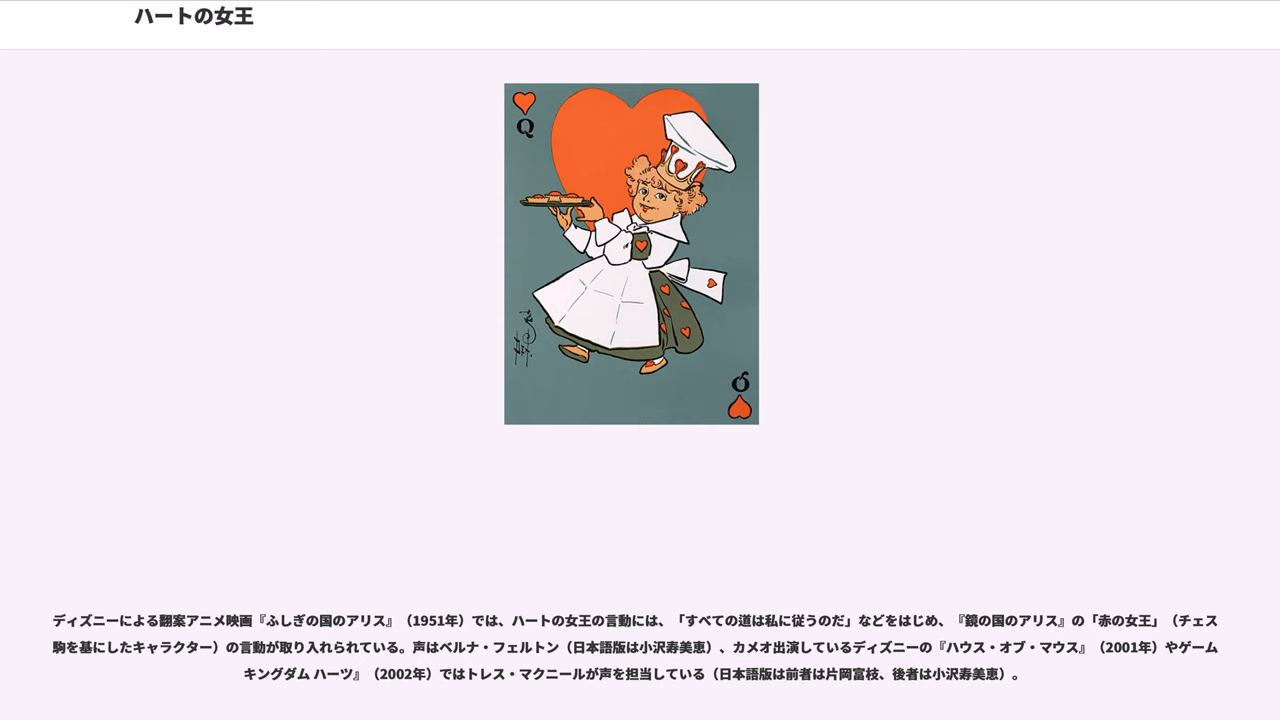 ハートの女王
Q
Q
ディズニーによる翻案アニメ映画『ふしぎの国のアリス』（1951年）では、ハートの女王の言動には、「すべての道は私に従うのだ」などをはじめ、『鏡の国のアリス』の「赤の女王」（チェス
駒を基にしたキャラクター）の言動が取り入れられている。声はベルナ・フェルトン（日本語版は小沢寿美恵）、カメオ出演しているディズニーの『ハウス・オブ・マウス』（2001年）やゲーム
キングダム ハーツ』（2002年）ではトレス・マクニールが声を担当している（日本語版は前者は片岡富枝、後者は小沢寿美恵）。